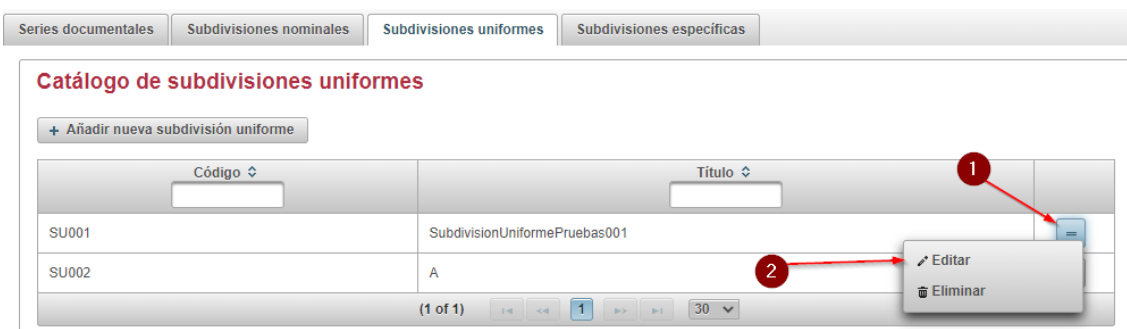 Series documentales Subdivisiones nominales Subdivisiones uniformes Subdivisiones específicas
Catálogo de subdivisiones uniformes
+ Añadir nueva subdivisión uniforme
Código Título
1
SU001 SubdivisionUniformePruebas001
Editar
SU002 A 2
Eliminar
(1 of 1) 1 30